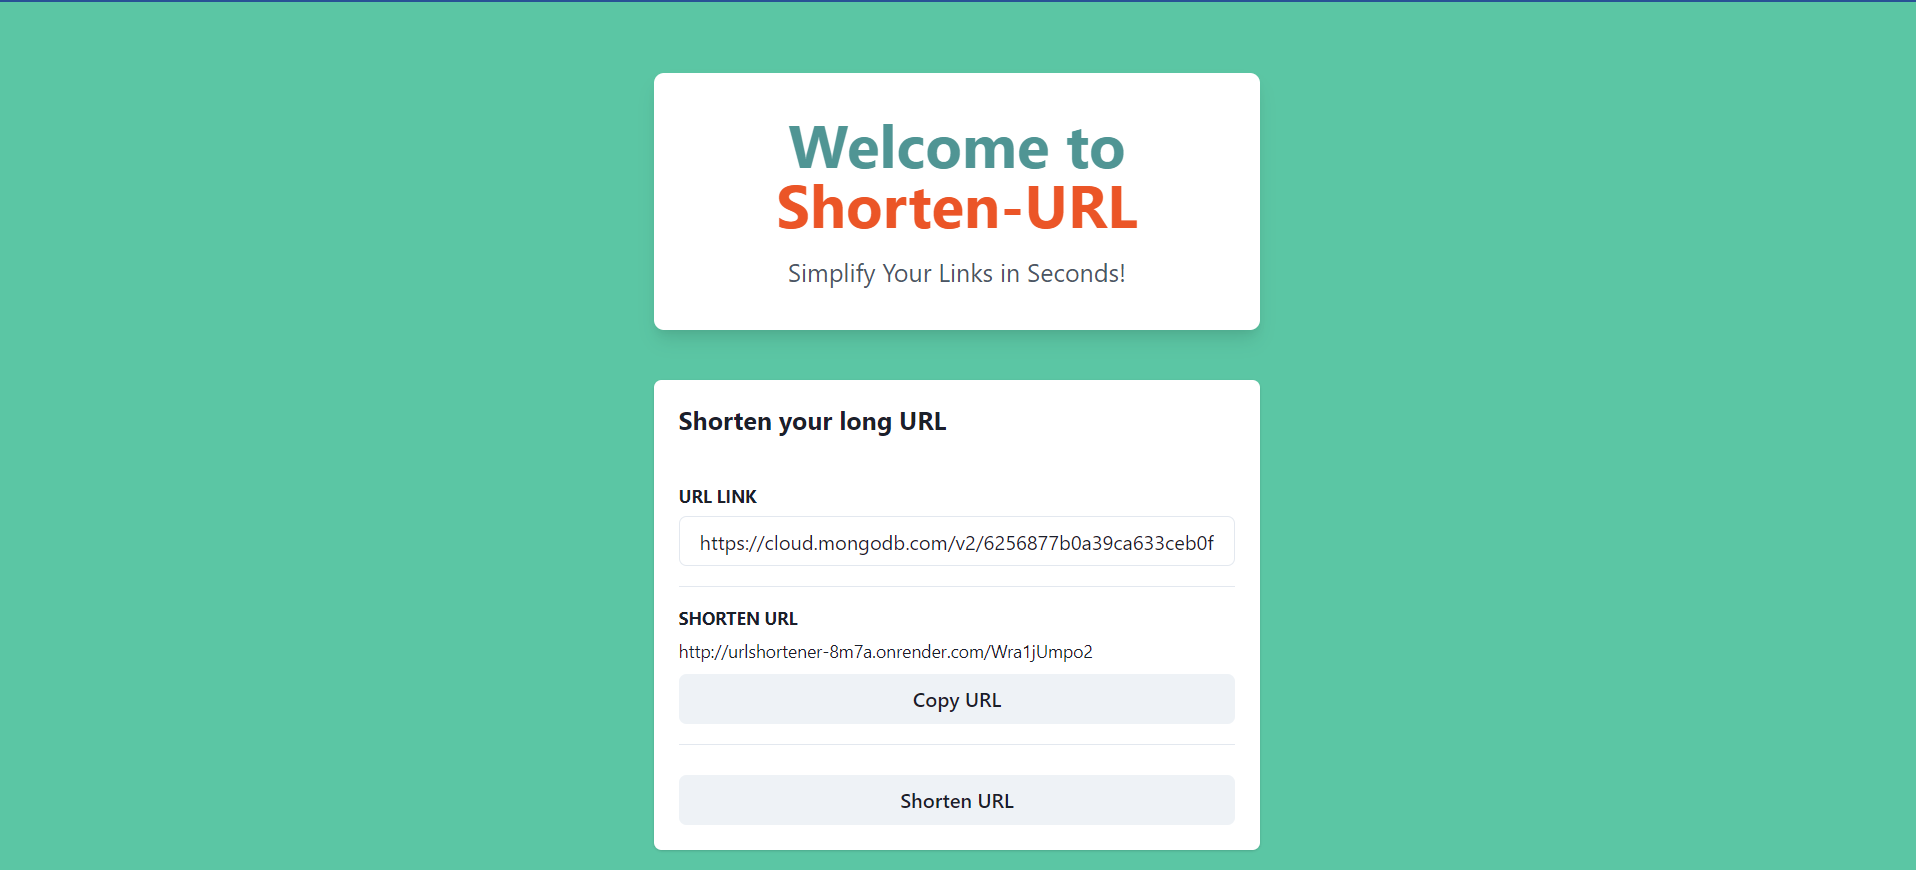 Welcome to
Shorten-URL
Simplify Your Links in Seconds!
Shorten your long URL
URL LINK
https://cloud.mongodb.com/v2/6256877b0a39ca633ceb0f
SHORTEN URL
http://urlshortener-8m7a.onrender.com/Wra1jUmpo2
Copy URL
Shorten URL